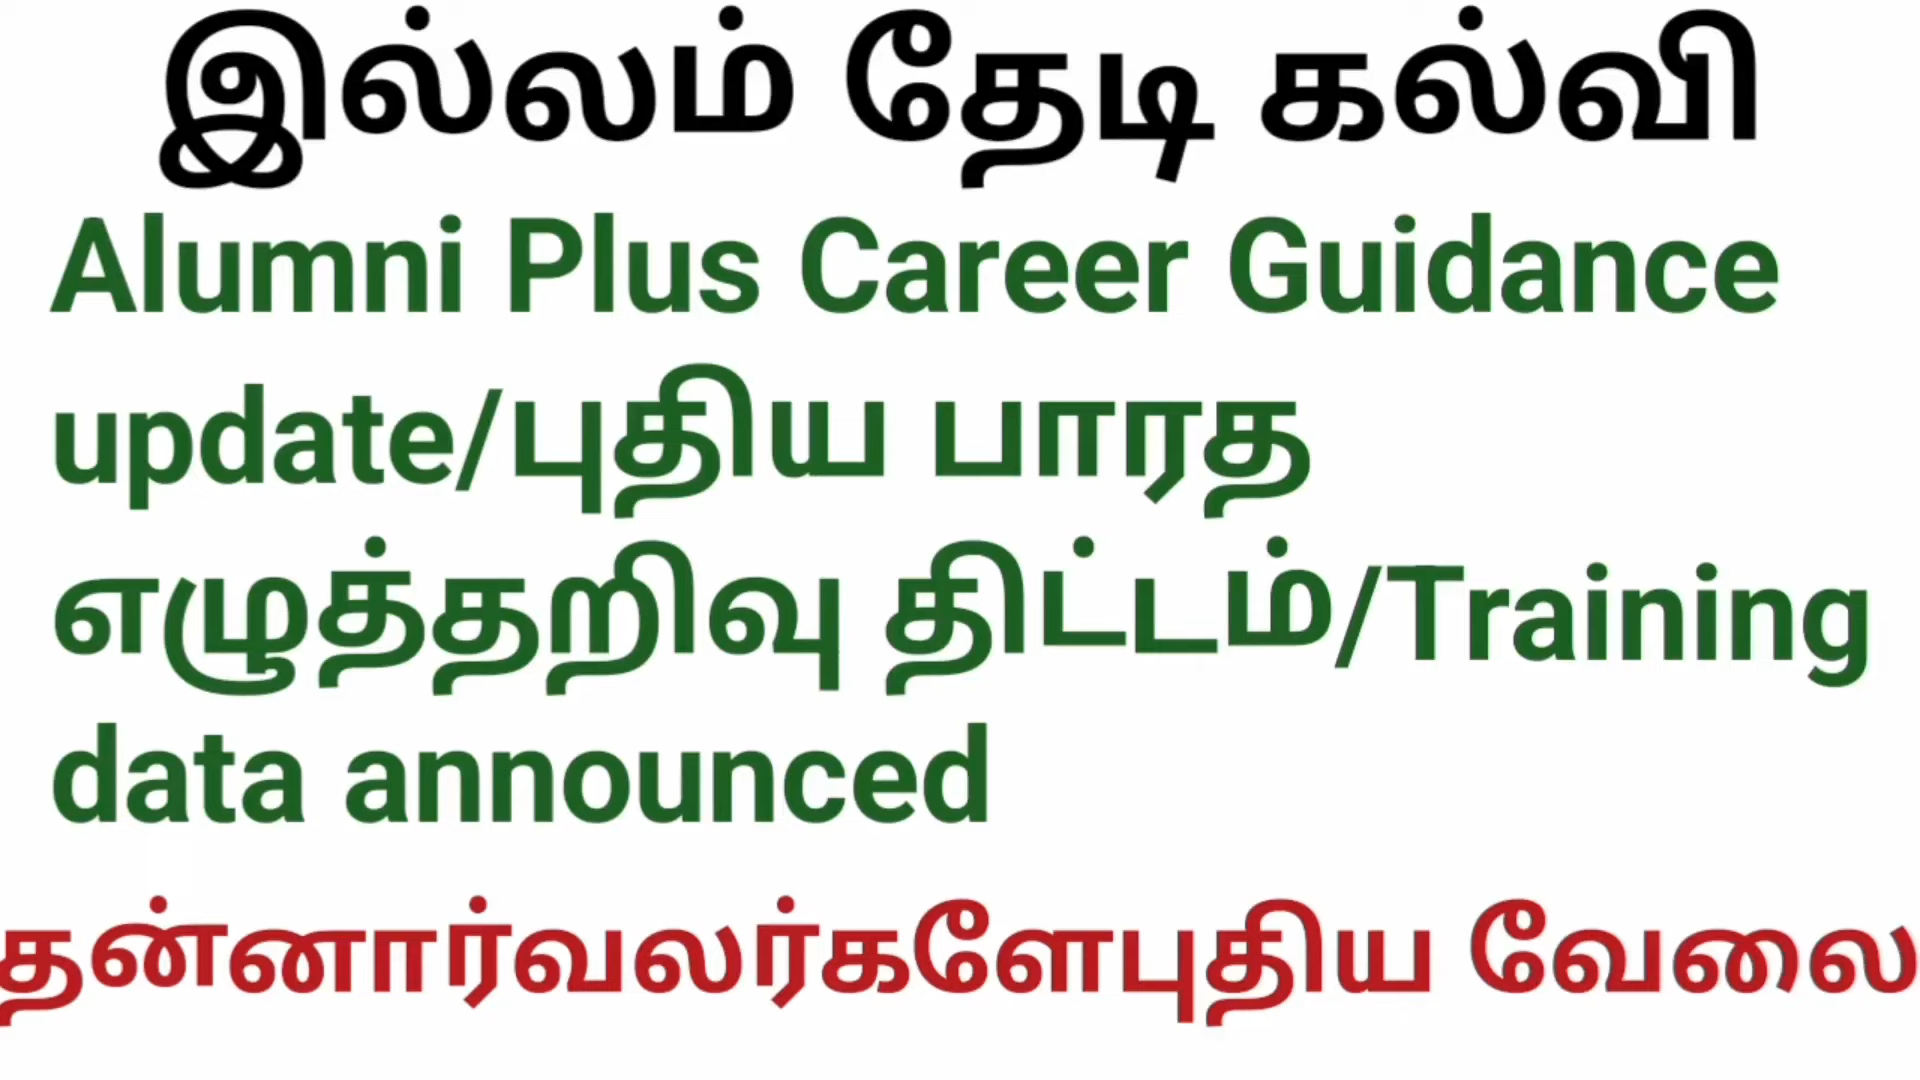 இல்லம் தேடி கல்வி
Alumni Plus Career Guidance
update/புதிய பாரத
எழுத்தறிவு திட்டம்/Training
data announced
தன்னார்வலர்களேபுதிய வேலை